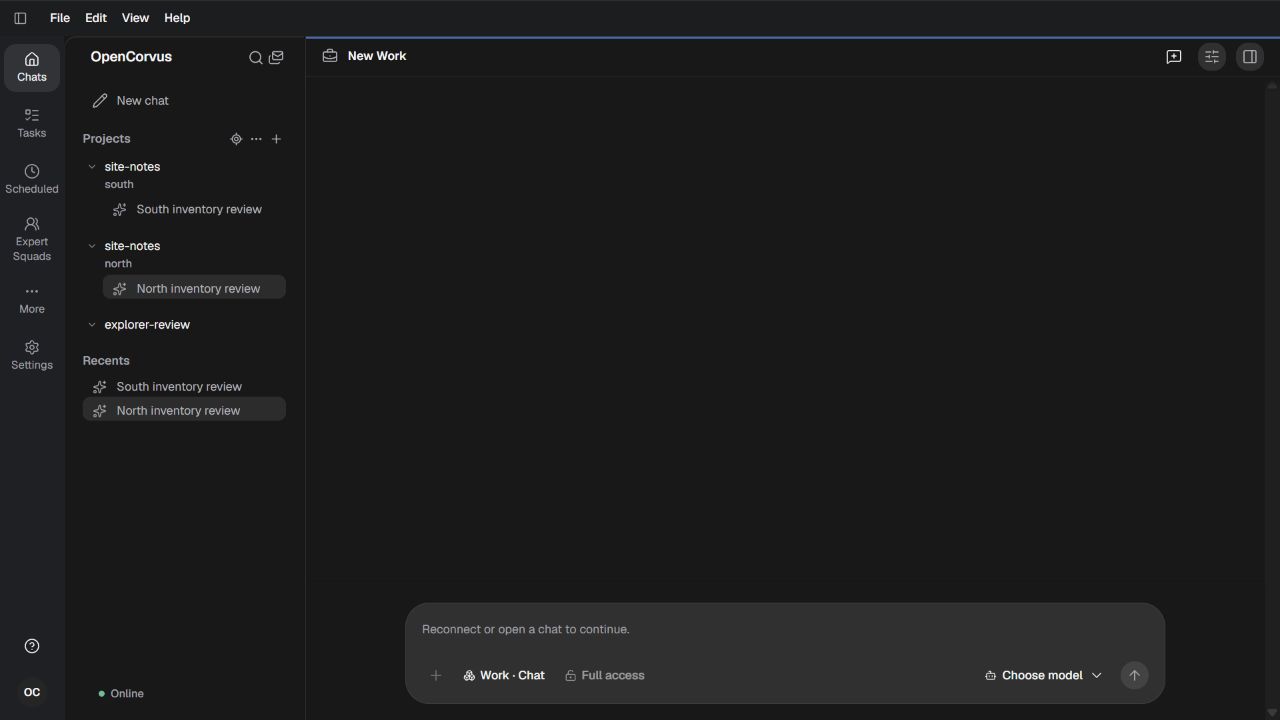 File Edit View Help
Chats
Tasks
Scheduled
Expert
Squads
More
Settings
OC
OpenCorvus
New chat
Projects
site-notes
south
South inventory review
site-notes
north
North inventory review
explorer-review
Recents
South inventory review
North inventory review
Online
New Work
Reconnect or open a chat to continue.
Work · Chat Full access Choose model